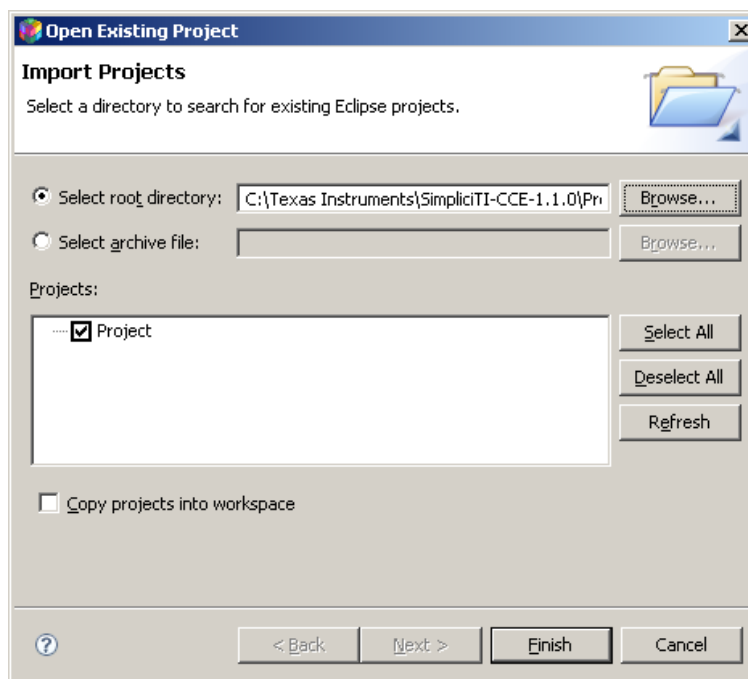 Open Existing Project
Import Projects
Select a directory to search for existing Eclipse projects.
Select root directory: C:\Texas Instruments\SimpliciTI-CCE-1.1.0\Pr Browse...
Select archive file: Browse...
Projects:
Project
Select All
Deselect All
Refresh
Copy projects into workspace
? < Back Next > Finish Cancel